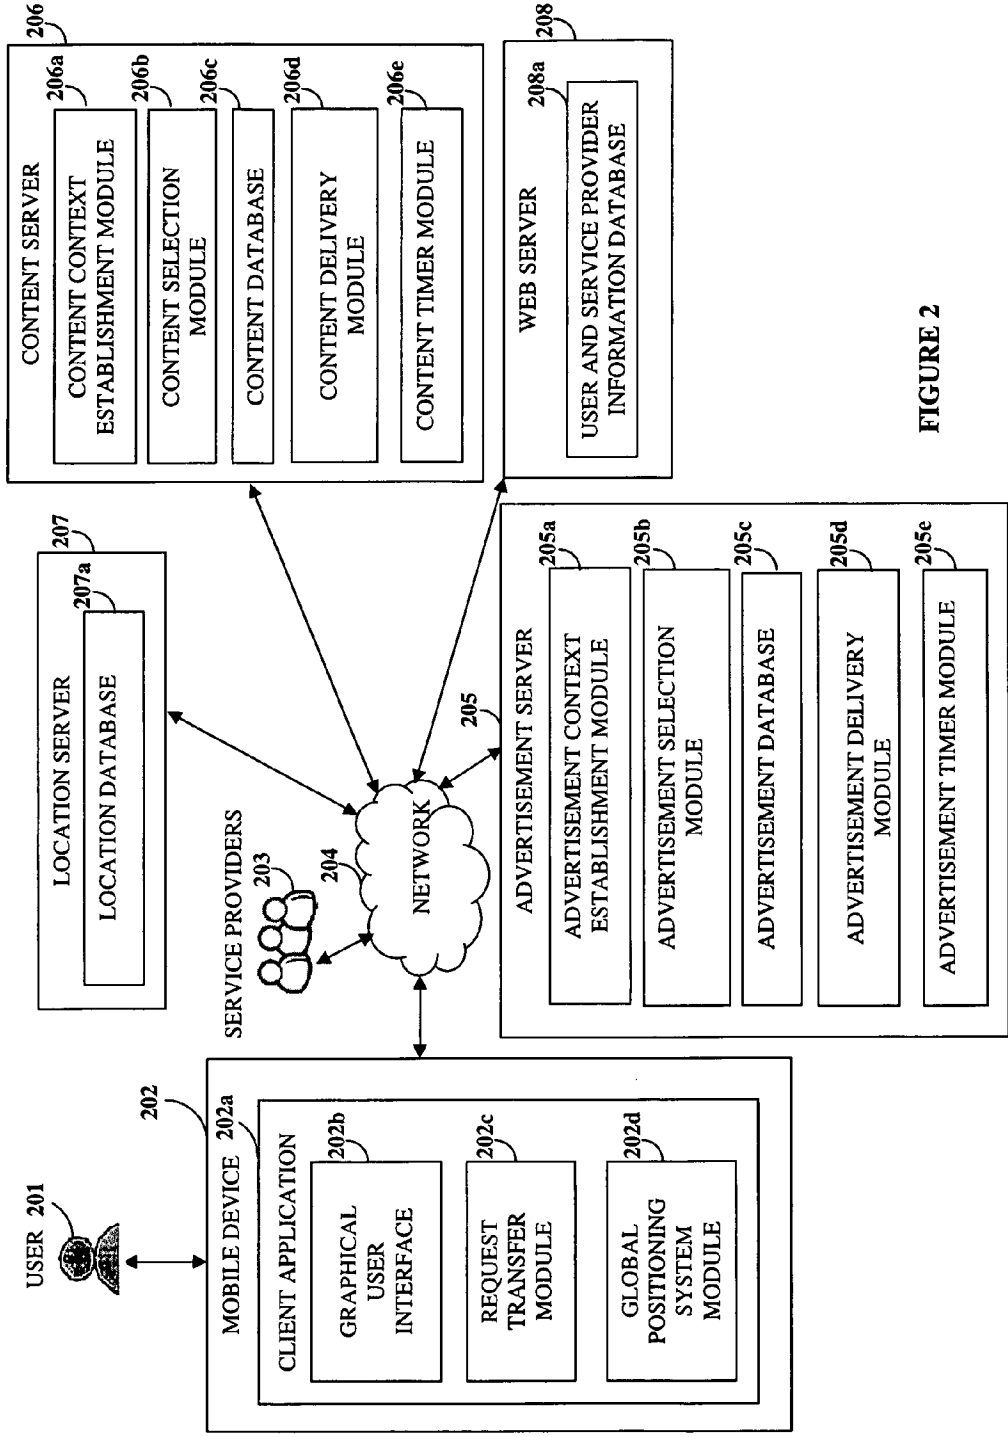 USER 201
202
MOBILE DEVICE
202a
CLIENT APPLICATION
202b
GRAPHICAL
USER
INTERFACE
202c
REQUEST
TRANSFER
MODULE
202d
GLOBAL
POSITIONING
SYSTEM
MODULE
SERVICE PROVIDERS
203
204
NETWORK
207
LOCATION SERVER
207a
LOCATION DATABASE
206
CONTENT SERVER
206a
CONTENT CONTEXT
ESTABLISHMENT MODULE
206b
CONTENT SELECTION
MODULE
206c
CONTENT DATABASE
206d
CONTENT DELIVERY
MODULE
206e
CONTENT TIMER MODULE
208
WEB SERVER
208a
USER AND SERVICE PROVIDER
INFORMATION DATABASE
205
ADVERTISEMENT SERVER
205a
ADVERTISEMENT CONTEXT
ESTABLISHMENT MODULE
205b
ADVERTISEMENT SELECTION
MODULE
205c
ADVERTISEMENT DATABASE
205d
ADVERTISEMENT DELIVERY
MODULE
205e
ADVERTISEMENT TIMER MODULE
FIGURE 2